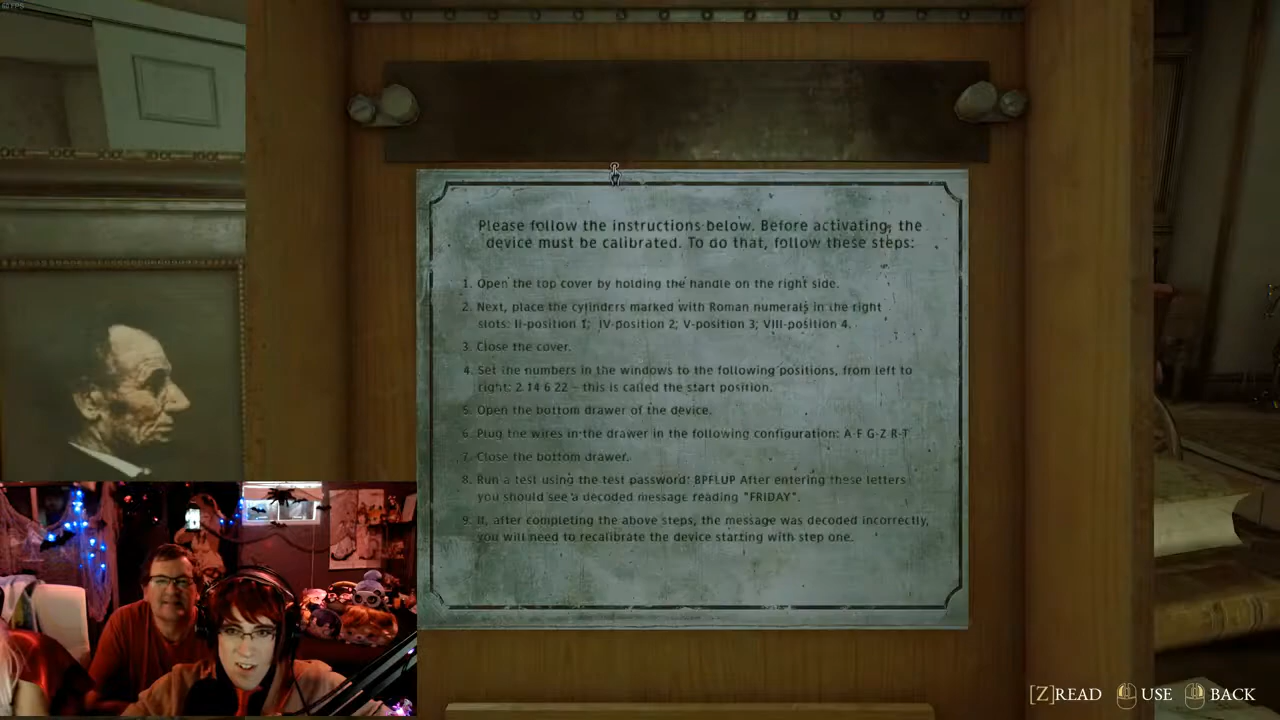 60 FPS
Please follow the instructions below. Before activating, the
device must be calibrated. To do that, follow these steps:
1. Open the top cover by holding the handle on the right side.
2. Next, place the cylinders marked with Roman numerals in the right
slots: II-position 1; IV-position 2; V-position 3; VIII-position 4.
3. Close the cover.
4. Set the numbers in the windows to the following positions, from left to
right: 2 14 6 22 – this is called the start position.
5. Open the bottom drawer of the device.
6. Plug the wires in the drawer in the following configuration: A-F G-Z R-T
7. Close the bottom drawer.
8. Run a test using the test password: BPFLUP After entering these letters
you should see a decoded message reading "FRIDAY".
9. If, after completing the above steps, the message was decoded incorrectly,
you will need to recalibrate the device starting with step one.
[Z]READ USE BACK